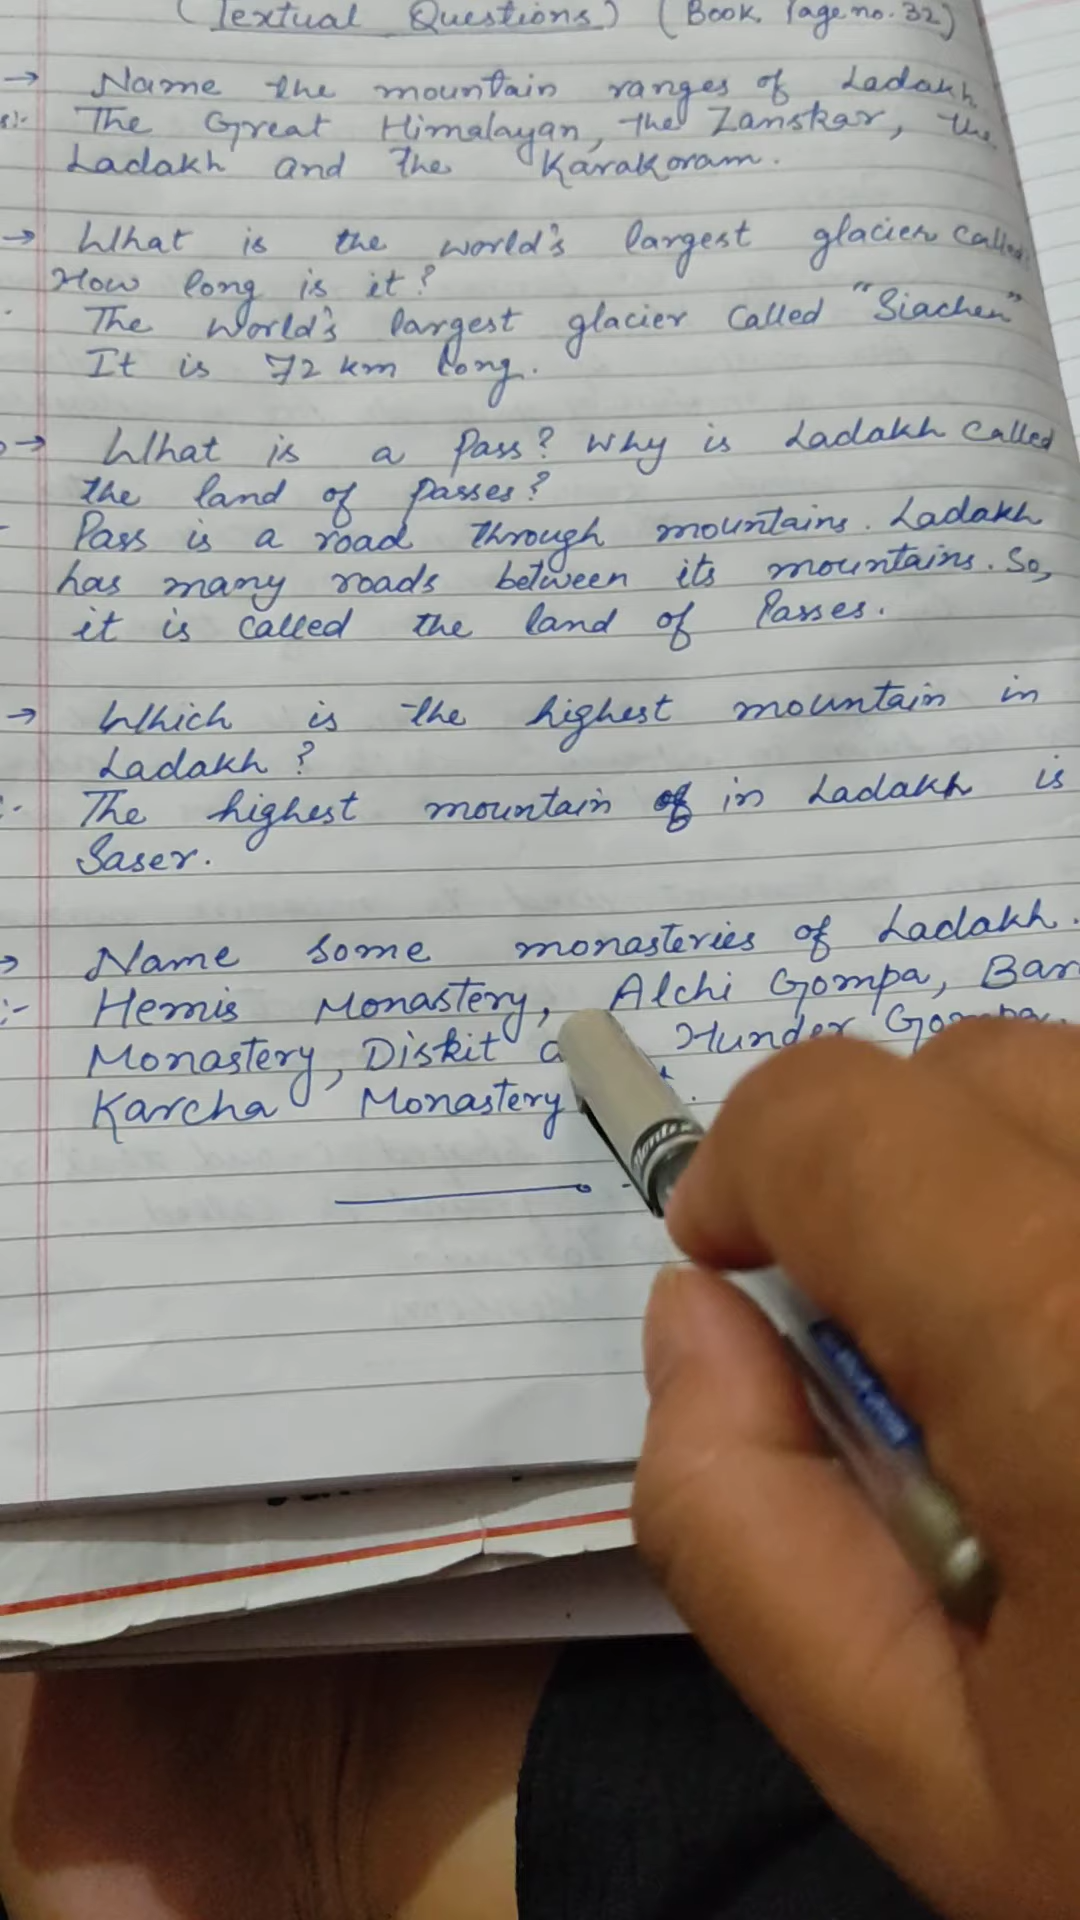 (Textual Questions) (Book Page no. 32)
→ Name the mountain ranges of Ladakh
The Great Himalayan, the Zanskar, the
Ladakh and the Karakoram.
→ What is the world's largest glacier called
How long is it?
The world's largest glacier called "Siachen"
It is 72 km long.
→ What is a Pass? Why is Ladakh called
the land of passes?
Pass is a road through mountains. Ladakh
has many roads between its mountains. So,
it is called the land of Passes.
→ Which is the highest mountain in
Ladakh?
:- The highest mountain in Ladakh is
Saser.
→ Name some monasteries of Ladakh.
:- Hemis Monastery, Alchi Gompa, Bar
Monastery, Diskit Hunder Gompa.
Karcha Monastery